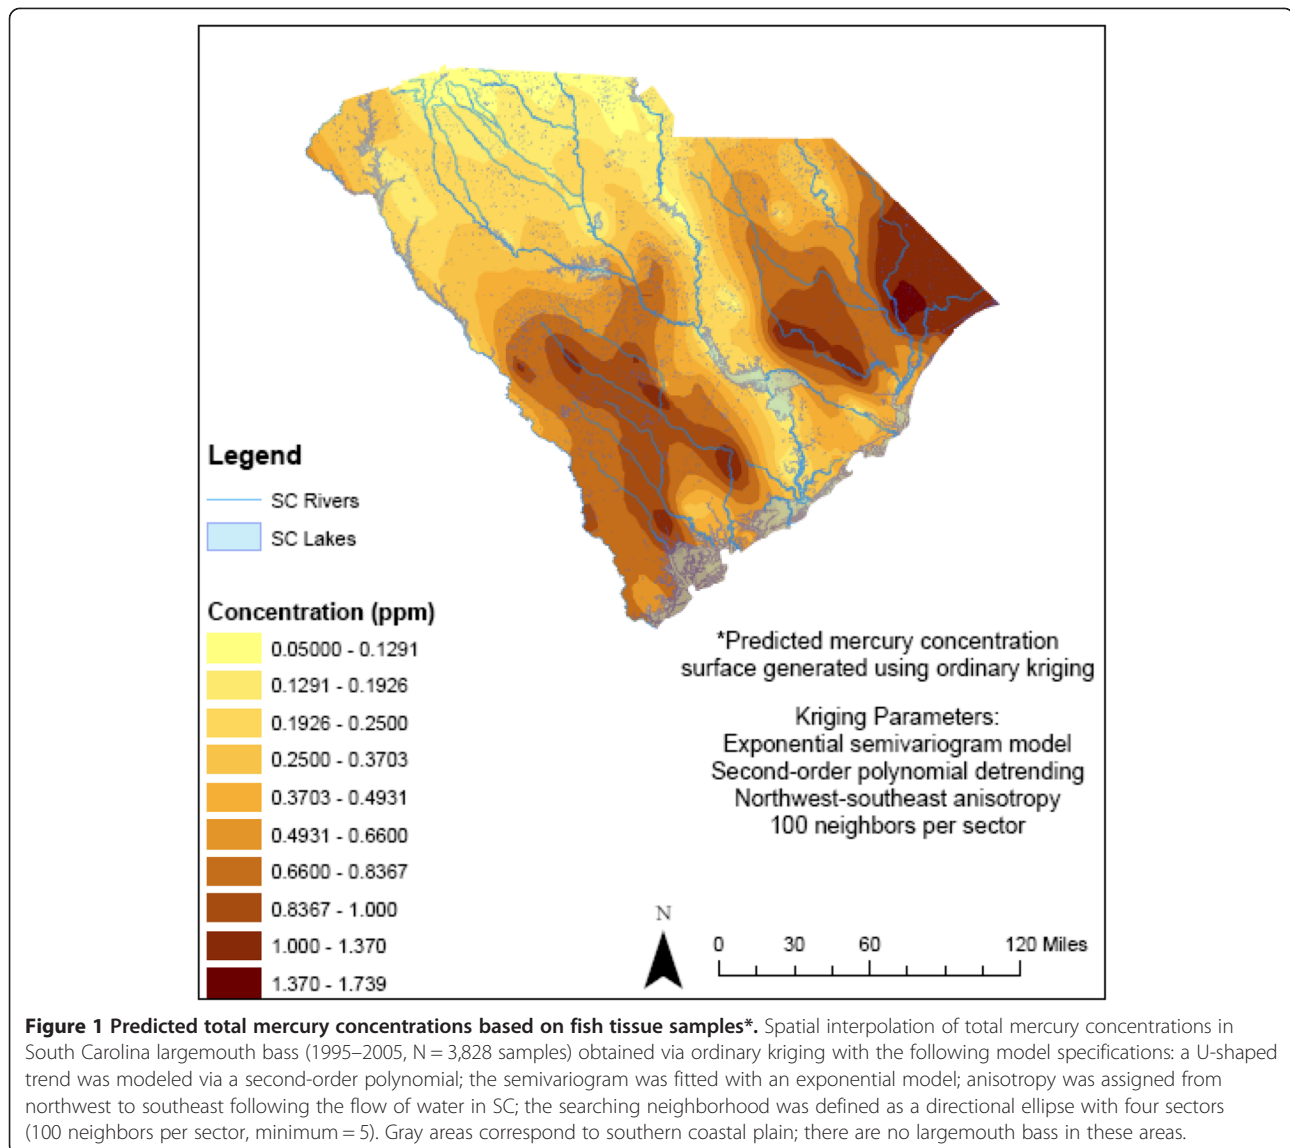 Legend
SC Rivers
SC Lakes
Concentration (ppm)
0.05000 - 0.1291
0.1291 - 0.1926
0.1926 - 0.2500
0.2500 - 0.3703
0.3703 - 0.4931
0.4931 - 0.6600
0.6600 - 0.8367
0.8367 - 1.000
1.000 - 1.370
1.370 - 1.739
*Predicted mercury concentration
surface generated using ordinary kriging
Kriging Parameters:
Exponential semivariogram model
Second-order polynomial detrending
Northwest-southeast anisotropy
100 neighbors per sector
N
0 30 60 120 Miles
Figure 1 Predicted total mercury concentrations based on fish tissue samples*. Spatial interpolation of total mercury concentrations in
South Carolina largemouth bass (1995–2005, N = 3,828 samples) obtained via ordinary kriging with the following model specifications: a U-shaped
trend was modeled via a second-order polynomial; the semivariogram was fitted with an exponential model; anisotropy was assigned from
northwest to southeast following the flow of water in SC; the searching neighborhood was defined as a directional ellipse with four sectors
(100 neighbors per sector, minimum = 5). Gray areas correspond to southern coastal plain; there are no largemouth bass in these areas.